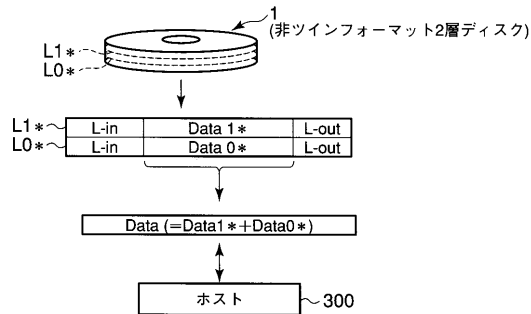 1
(非ツインフォーマット2層ディスク)
L1*
L0*
L1* L-in Data 1* L-out
L0* L-in Data 0* L-out
Data (=Data1*+Data0*)
ホスト 300